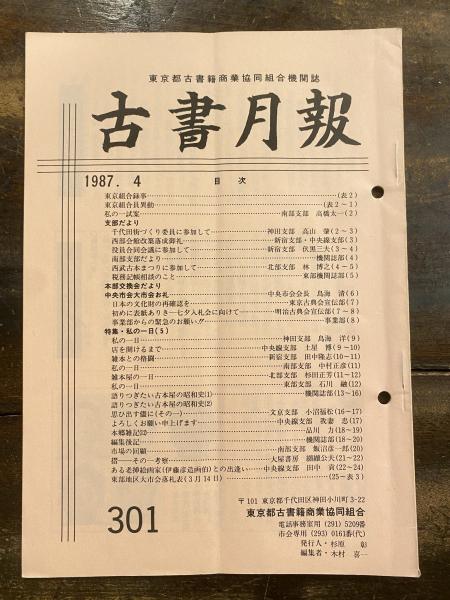 東京都古書籍商業協同組合機関誌
古書月報
1987. 4 目次
東京組合録事 (表2)
東京組合員異動 (表2~1)
私の一試案 南部支部 高橋太一(2)
支部だより
千代田街づくり委員に参加して 神田支部 高山 肇(2~3)
西部会館改築落成御礼 新宿支部・中央線支部(3)
役員合同会議に参加して 新宿支部 伏黒三大(3~4)
南部だより 機関誌部(4)
西武古本まつりに参加して 北部支部 林 博之(4~5)
税務記帳相談のこと 東部機関誌部(5)
本部交換会だより
中央市会大市会お礼 中央市会会長 鳥海 清(6)
日本の文化財の再確認を 東京古典会宣伝部(7)
初めに表紙ありき―七夕入札会に向けて 明治古典会宣伝部(7~8)
事業部からの緊急のお願い!! 事業部(8)
特集・私の一日(5)
私の一日 神田支部 鳥海 洋(9)
店を開けるまで 中央線支部 土星 博(9~10)
雑本との格闘 新宿支部 田中隆志(10~11)
私の一日 南部支部 中村正彦(11)
雑本屋の一日 北部支部 杉田正芳(11~12)
私の一日 東部支部 石川 融(12)
語りつぎたい古本屋の昭和史(1) 機関誌部(13~16)
語りつぎたい古本屋の昭和史(2)
思ひ出す儘に(その一) 文京支部 小沼福松(16~17)
よろしくお願い申上げます 中央線支部 我妻 忠(17)
本郷雑記(22) 品川 力(18~19)
編集後記 機関誌部(18~20)
市場の回顧 南部支部 飯沼彦一郎(20)
揩―その一考察 大屋書房 纐纈公夫(21~22)
ある老挿絵画家(伊藤彦造画伯)との出逢い 中央線支部 田中 貢(22~24)
東部地区大市会落札表(3月14日) (25~表3)
301
〒101 東京都千代田区神田小川町3-22
東京都古書籍商業協同組合
電話事務室用 (291) 5209番
市会専用 (293) 0161番(代)
発行人・杉原 彰
編集者・木村 喜一